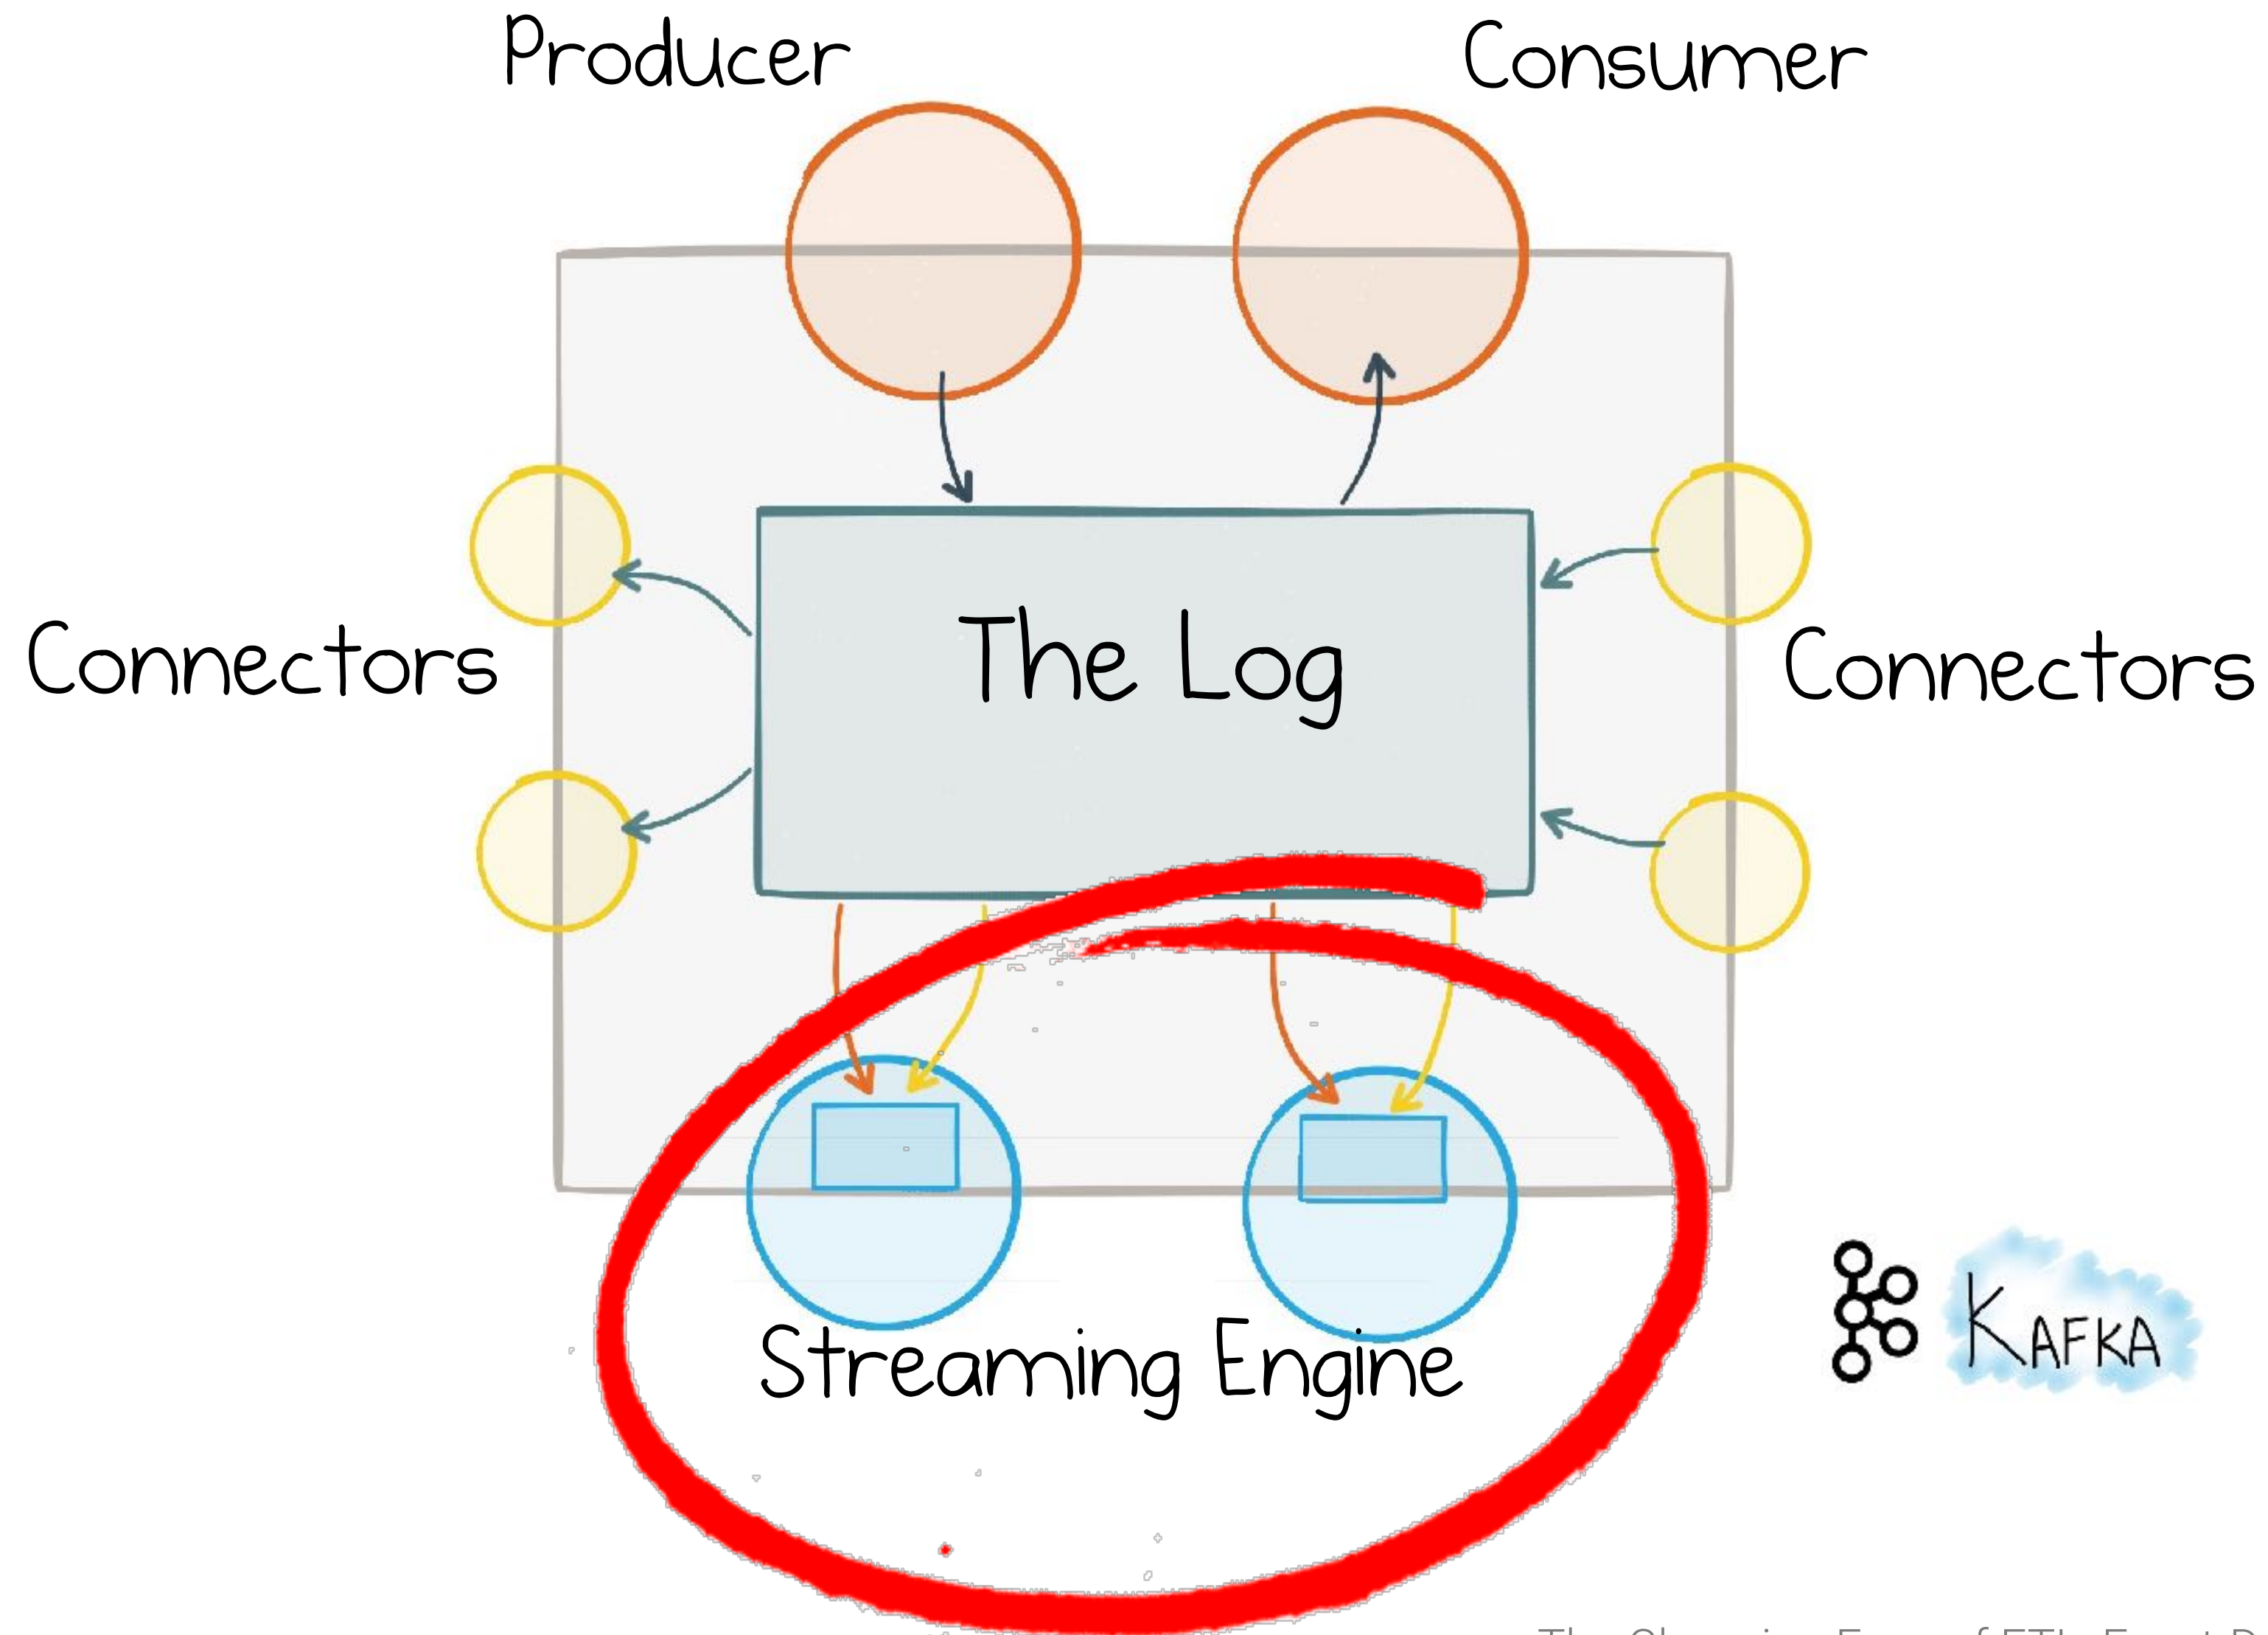 Producer
Consumer
Connectors
The Log
Connectors
Streaming Engine
KAFKA